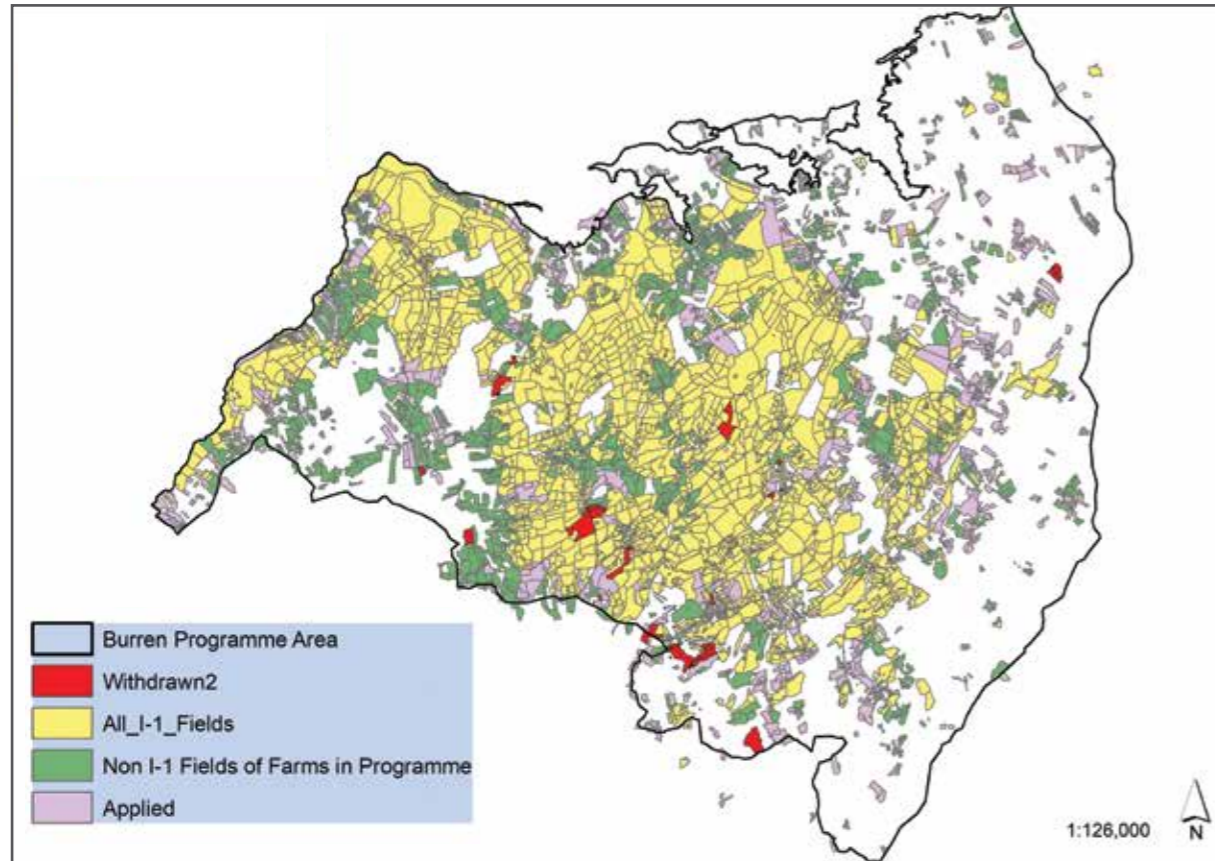 Burren Programme Area
Withdrawn2
All_I-1_Fields
Non I-1 Fields of Farms in Programme
Applied
1:126,000
N